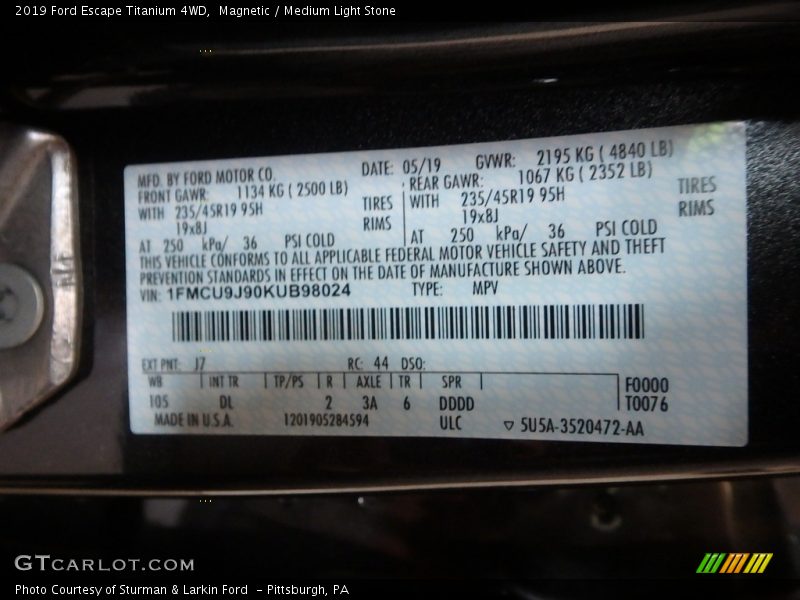 2019 Ford Escape Titanium 4WD, Magnetic / Medium Light Stone
MFD. BY FORD MOTOR CO. DATE: 05/19 GVWR: 2195 KG ( 4840 LB)
FRONT GAWR: 1134 KG ( 2500 LB) REAR GAWR: 1067 KG ( 2352 LB)
WITH 235/45R19 95H TIRES WITH 235/45R19 95H TIRES
19x8J RIMS 19x8J RIMS
AT 250 kPa/ 36 PSI COLD AT 250 kPa/ 36 PSI COLD
THIS VEHICLE CONFORMS TO ALL APPLICABLE FEDERAL MOTOR VEHICLE SAFETY AND THEFT
PREVENTION STANDARDS IN EFFECT ON THE DATE OF MANUFACTURE SHOWN ABOVE.
VIN: 1FMCU9J90KUB98024 TYPE: MPV
EXT PNT: J7 RC: 44 DSO:
WB INT TR TP/PS R AXLE TR SPR F0000
105 DL 2 3A 6 DDDD T0076
MADE IN U.S.A. 1201905284594 ULC ▽ 5U5A-3520472-AA
GTCARLOT.COM
Photo Courtesy of Sturman & Larkin Ford - Pittsburgh, PA